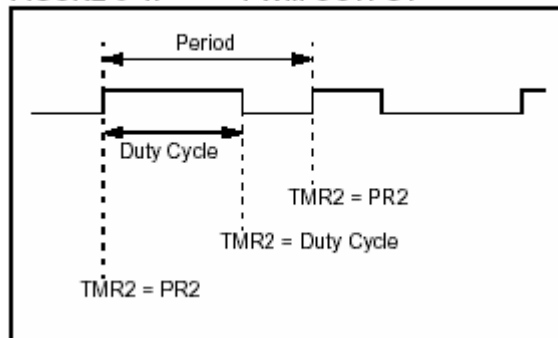 Period
Duty Cycle
TMR2 = PR2
TMR2 = Duty Cycle
TMR2 = PR2